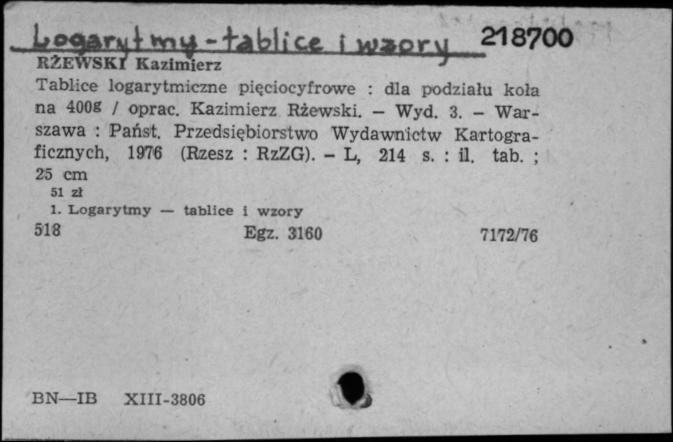 Logarytmy - tablice i wzory 218700
RŻEWSKI Kazimierz
Tablice logarytmiczne pięciocyfrowe : dla podziału koła
na 400g / oprac. Kazimierz Rżewski. — Wyd. 3. — War-
szawa : Państ. Przedsiębiorstwo Wydawnictw Kartogra-
ficznych, 1976 (Rzesz : RzZG). — L, 214 s. : il. tab. ;
25 cm
51 zł
1. Logarytmy — tablice i wzory
518 Egz. 3160 7172/76
BN—IB XIII-3806